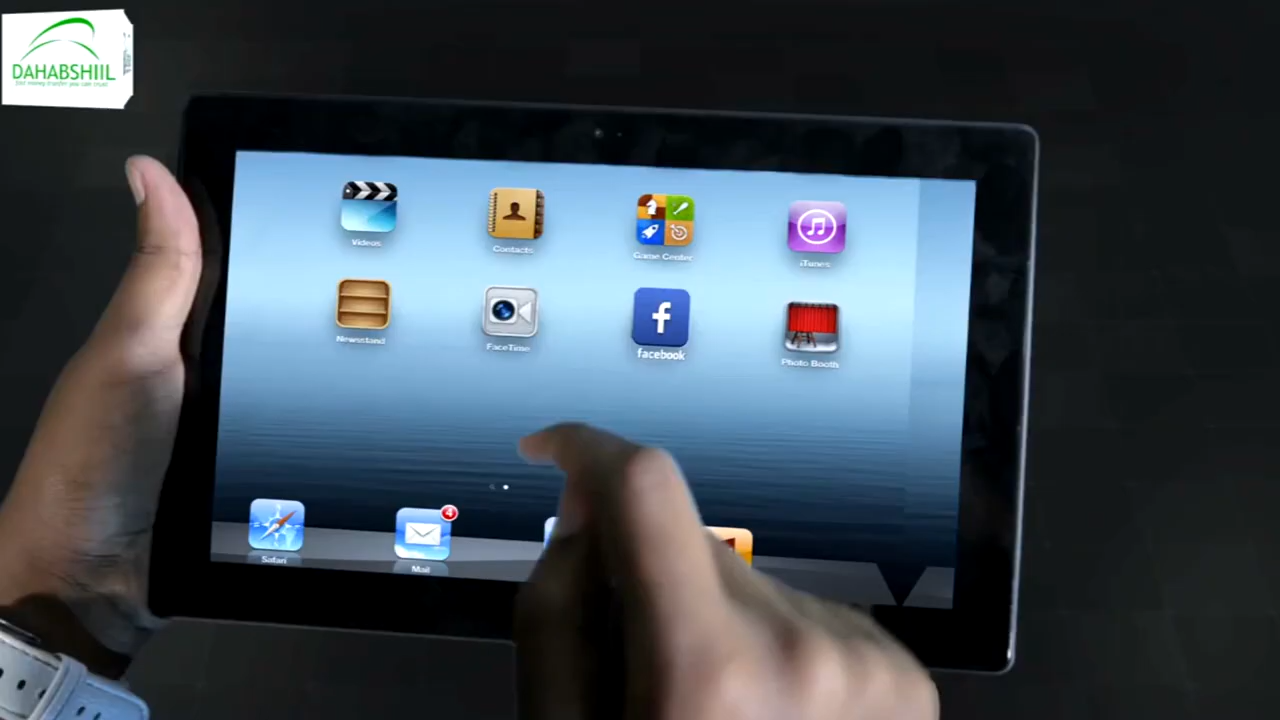 DAHABSHIIL
Videos
Contacts
Game Center
iTunes
Newsstand
FaceTime
f
facebook
Photo Booth
4
Safari
Mail